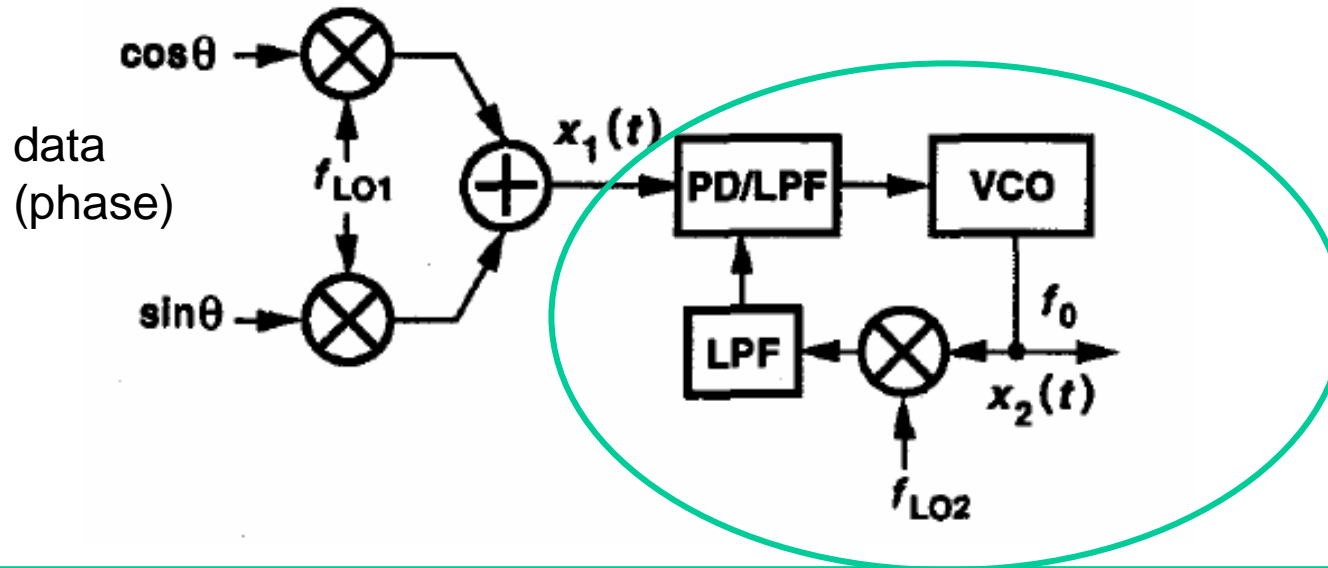 cosθ
data
(phase)
f_LO1
sinθ
x_1(t)
PD/LPF
VCO
LPF
f_0
x_2(t)
f_LO2